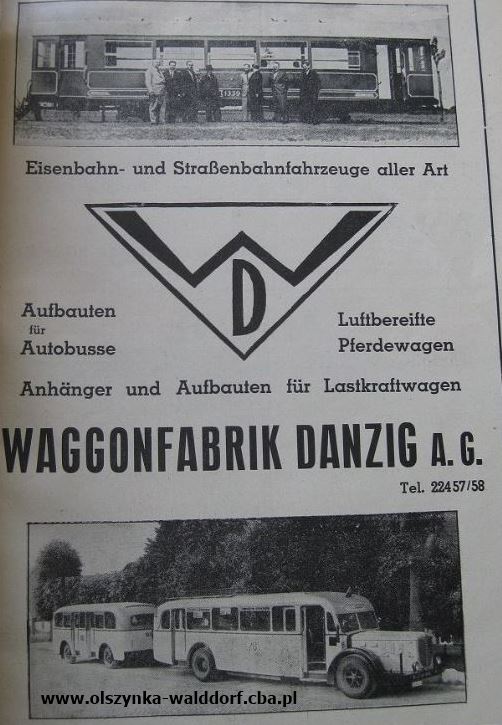 1339
Eisenbahn- und Straßenbahnfahrzeuge aller Art
W
D
Aufbauten
für
Autobusse
Luftbereifte
Pferdewagen
Anhänger und Aufbauten für Lastkraftwagen
WAGGONFABRIK DANZIG A. G.
Tel. 22457/58
www.olszynka-walddorf.cba.pl